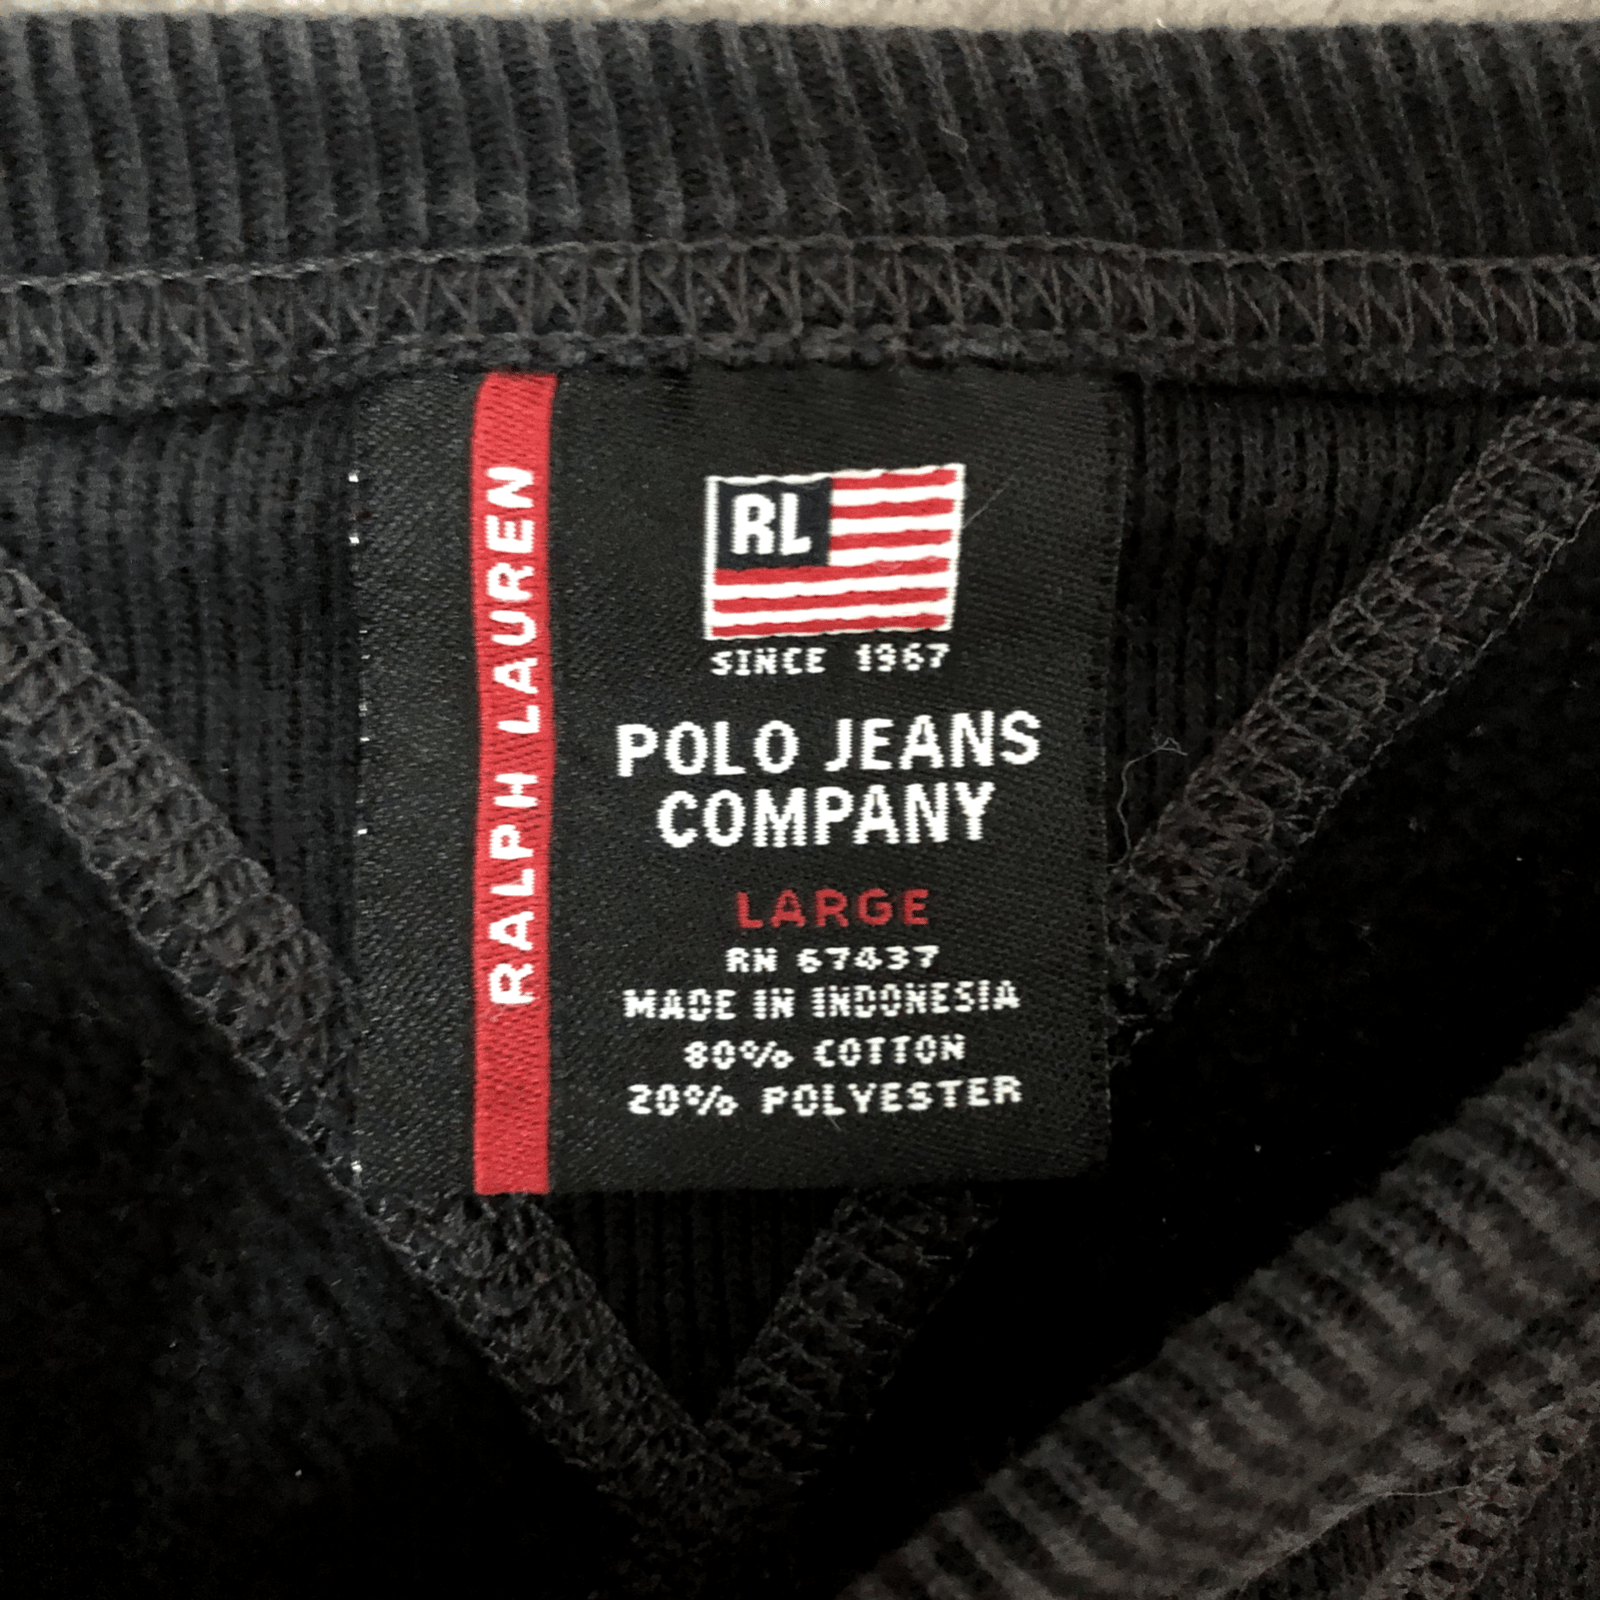 RALPH LAUREN
RL
SINCE 1967
POLO JEANS
COMPANY
LARGE
RN 67437
MADE IN INDONESIA
80% COTTON
20% POLYESTER